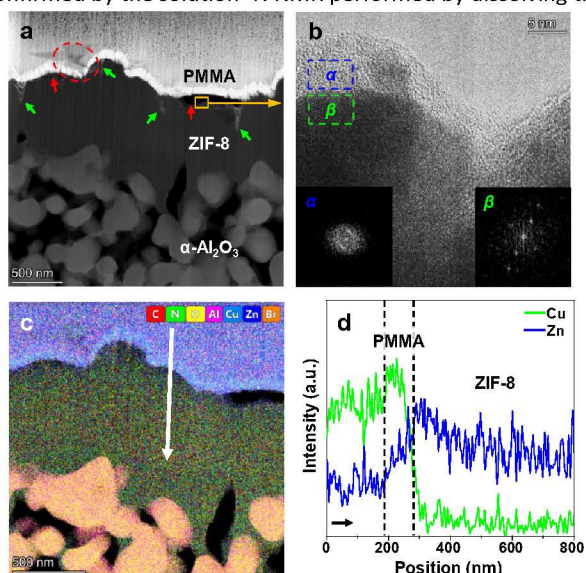 a
PMMA
ZIF-8
α-Al₂O₃
500 nm
b
5 nm
α
β
α
β
c
C N O Al Cu Zn Br
500 nm
d
Cu
Zn
PMMA
ZIF-8
Intensity (a.u.)
0 200 400 600 800
Position (nm)